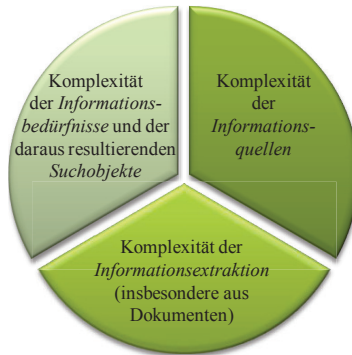 Komplexität
der Informations-
bedürfnisse und der
daraus resultierenden
Suchobjekte
Komplexität
der
Informations-
quellen
Komplexität der
Informationsextraktion
(insbesondere aus
Dokumenten)